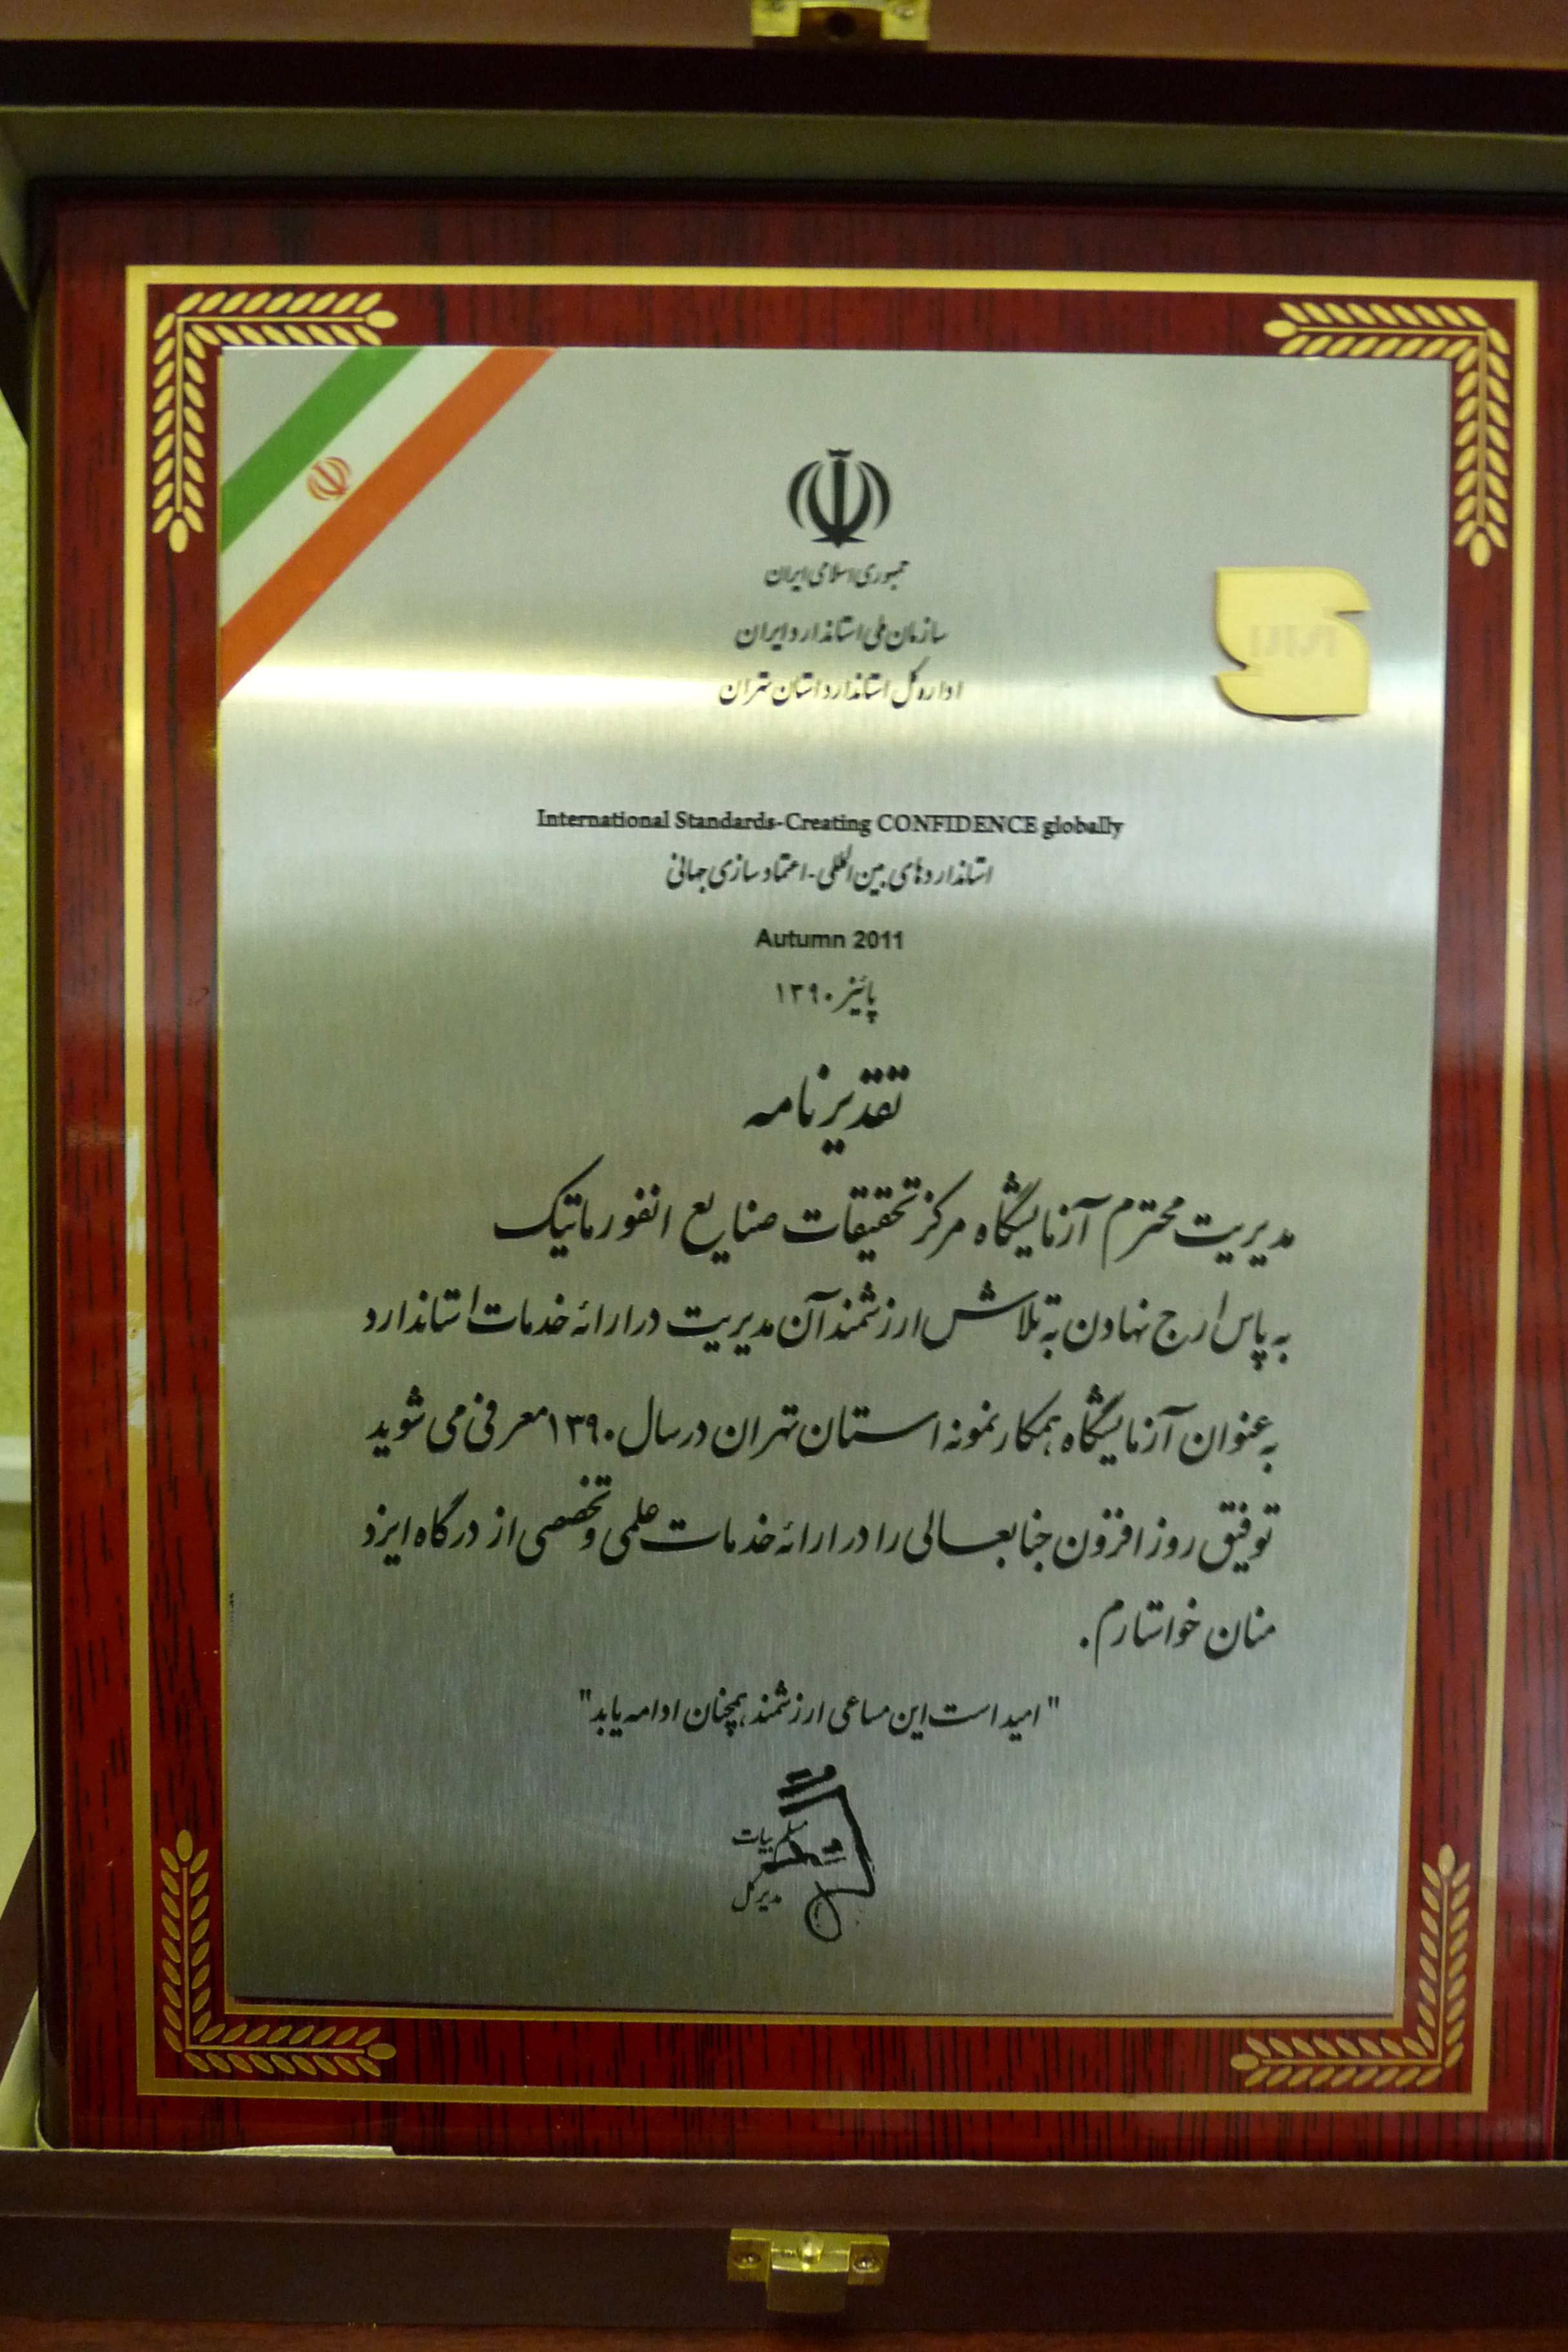 جمهوری اسلامی ایران
سازمان ملی استاندارد ایران
اداره کل استاندارد استان تهران
International Standards-Creating CONFIDENCE globally
استانداردهای بین المللی-اعتماد سازی جهانی
Autumn 2011
پائیز ۱۳۹۰
تقدیرنامه
مدیریت محترم آزمایشگاه مرکز تحقیقات صنایع انفورماتیک
به پاس ارج نهادن به تلاش ارزشمند آن مدیریت در ارائه خدمات استاندارد
به عنوان آزمایشگاه همکار نمونه استان تهران در سال ۱۳۹۰ معرفی می شوید
توفیق روز افزون جنابعالی را در ارائه خدمات علمی و تخصصی از درگاه ایزد
منان خواستارم.
"امید است این مساعی ارزشمند همچنان ادامه یابد"
مسلم بیات
مدیر کل